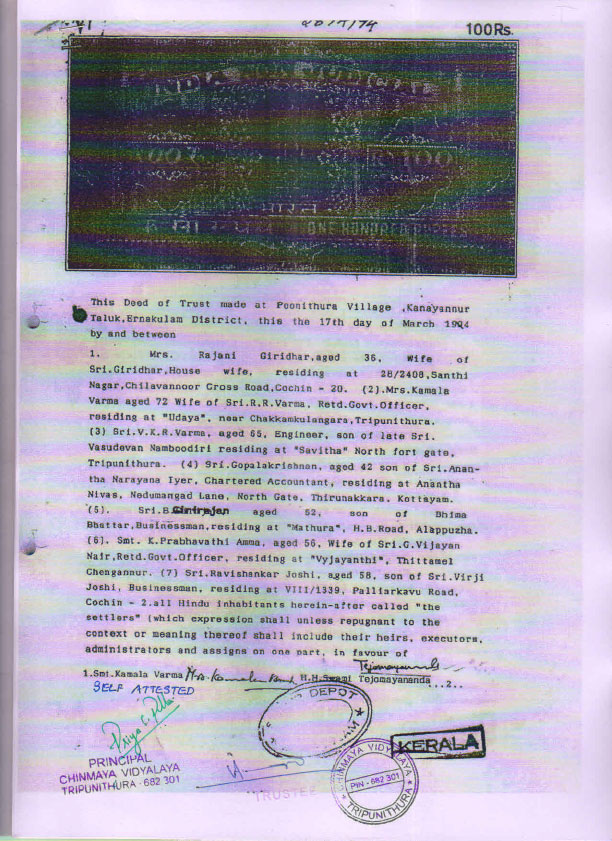 28/2/74
100Rs.
INDIA NON JUDICIAL
100
Rs.100
ONE HUNDRED RUPEES
This Deed of Trust made at Poonithura Village ,Kanayannur
Taluk,Ernakulam District, this the 17th day of March 1994
by and between
1. Mrs. Rajani Giridhar,aged 36, Wife of
Sri.Giridhar,House wife, residing at 28/2408,Santhi
Nagar,Chilavannoor Cross Road,Cochin - 20. (2).Mrs.Kamala
Varma aged 72 Wife of Sri.R.R.Varma, Retd.Govt.Officer,
residing at "Udaya", near Chakkamkulangara,Tripunithura.
(3) Sri.V.K.R.Varma, aged 65, Engineer, son of late Sri.
Vasudevan Namboodiri residing at "Savitha" North fort gate,
Tripunithura. (4) Sri.Gopalakrishnan, aged 42 son of Sri.Anan-
tha Narayana Iyer, Chartered Accountant, residing at Anantha
Nivas, Nedumangad Lane, North Gate, Thirunakkara, Kottayam.
(5). Sri.B. Girirajan aged 52, son of Bhima
Bhattar,Businessman,residing at "Mathura", H.B.Road, Alappuzha.
(6). Smt. K.Prabhavathi Amma, aged 56, Wife of Sri.G.Vijayan
Nair,Retd.Govt.Officer, residing at "Vyjayanthi", Thittamel
Chengannur. (7) Sri.Ravishankar Joshi, aged 58, son of Sri.Virji
Joshi, Businessman, residing at VIII/1339, Palliarkavu Road,
Cochin - 2.all Hindu inhabitants herein-after called "the
settlers" (which expression shall unless repugnant to the
context or meaning thereof shall include their heirs, executors,
administrators and assigns on one part, in favour of
Tejomayananda
1.Smt.Kamala Varma H.H.Swami Tejomayananda ...2..
SELF ATTESTED
DEPOT
KERALA
PRINCIPAL
CHINMAYA VIDYALAYA
TRIPUNITHURA - 682 301
TRUSTEE
CHINMAYA VIDYALAYA
PIN - 682 301
TRIPUNITHURA